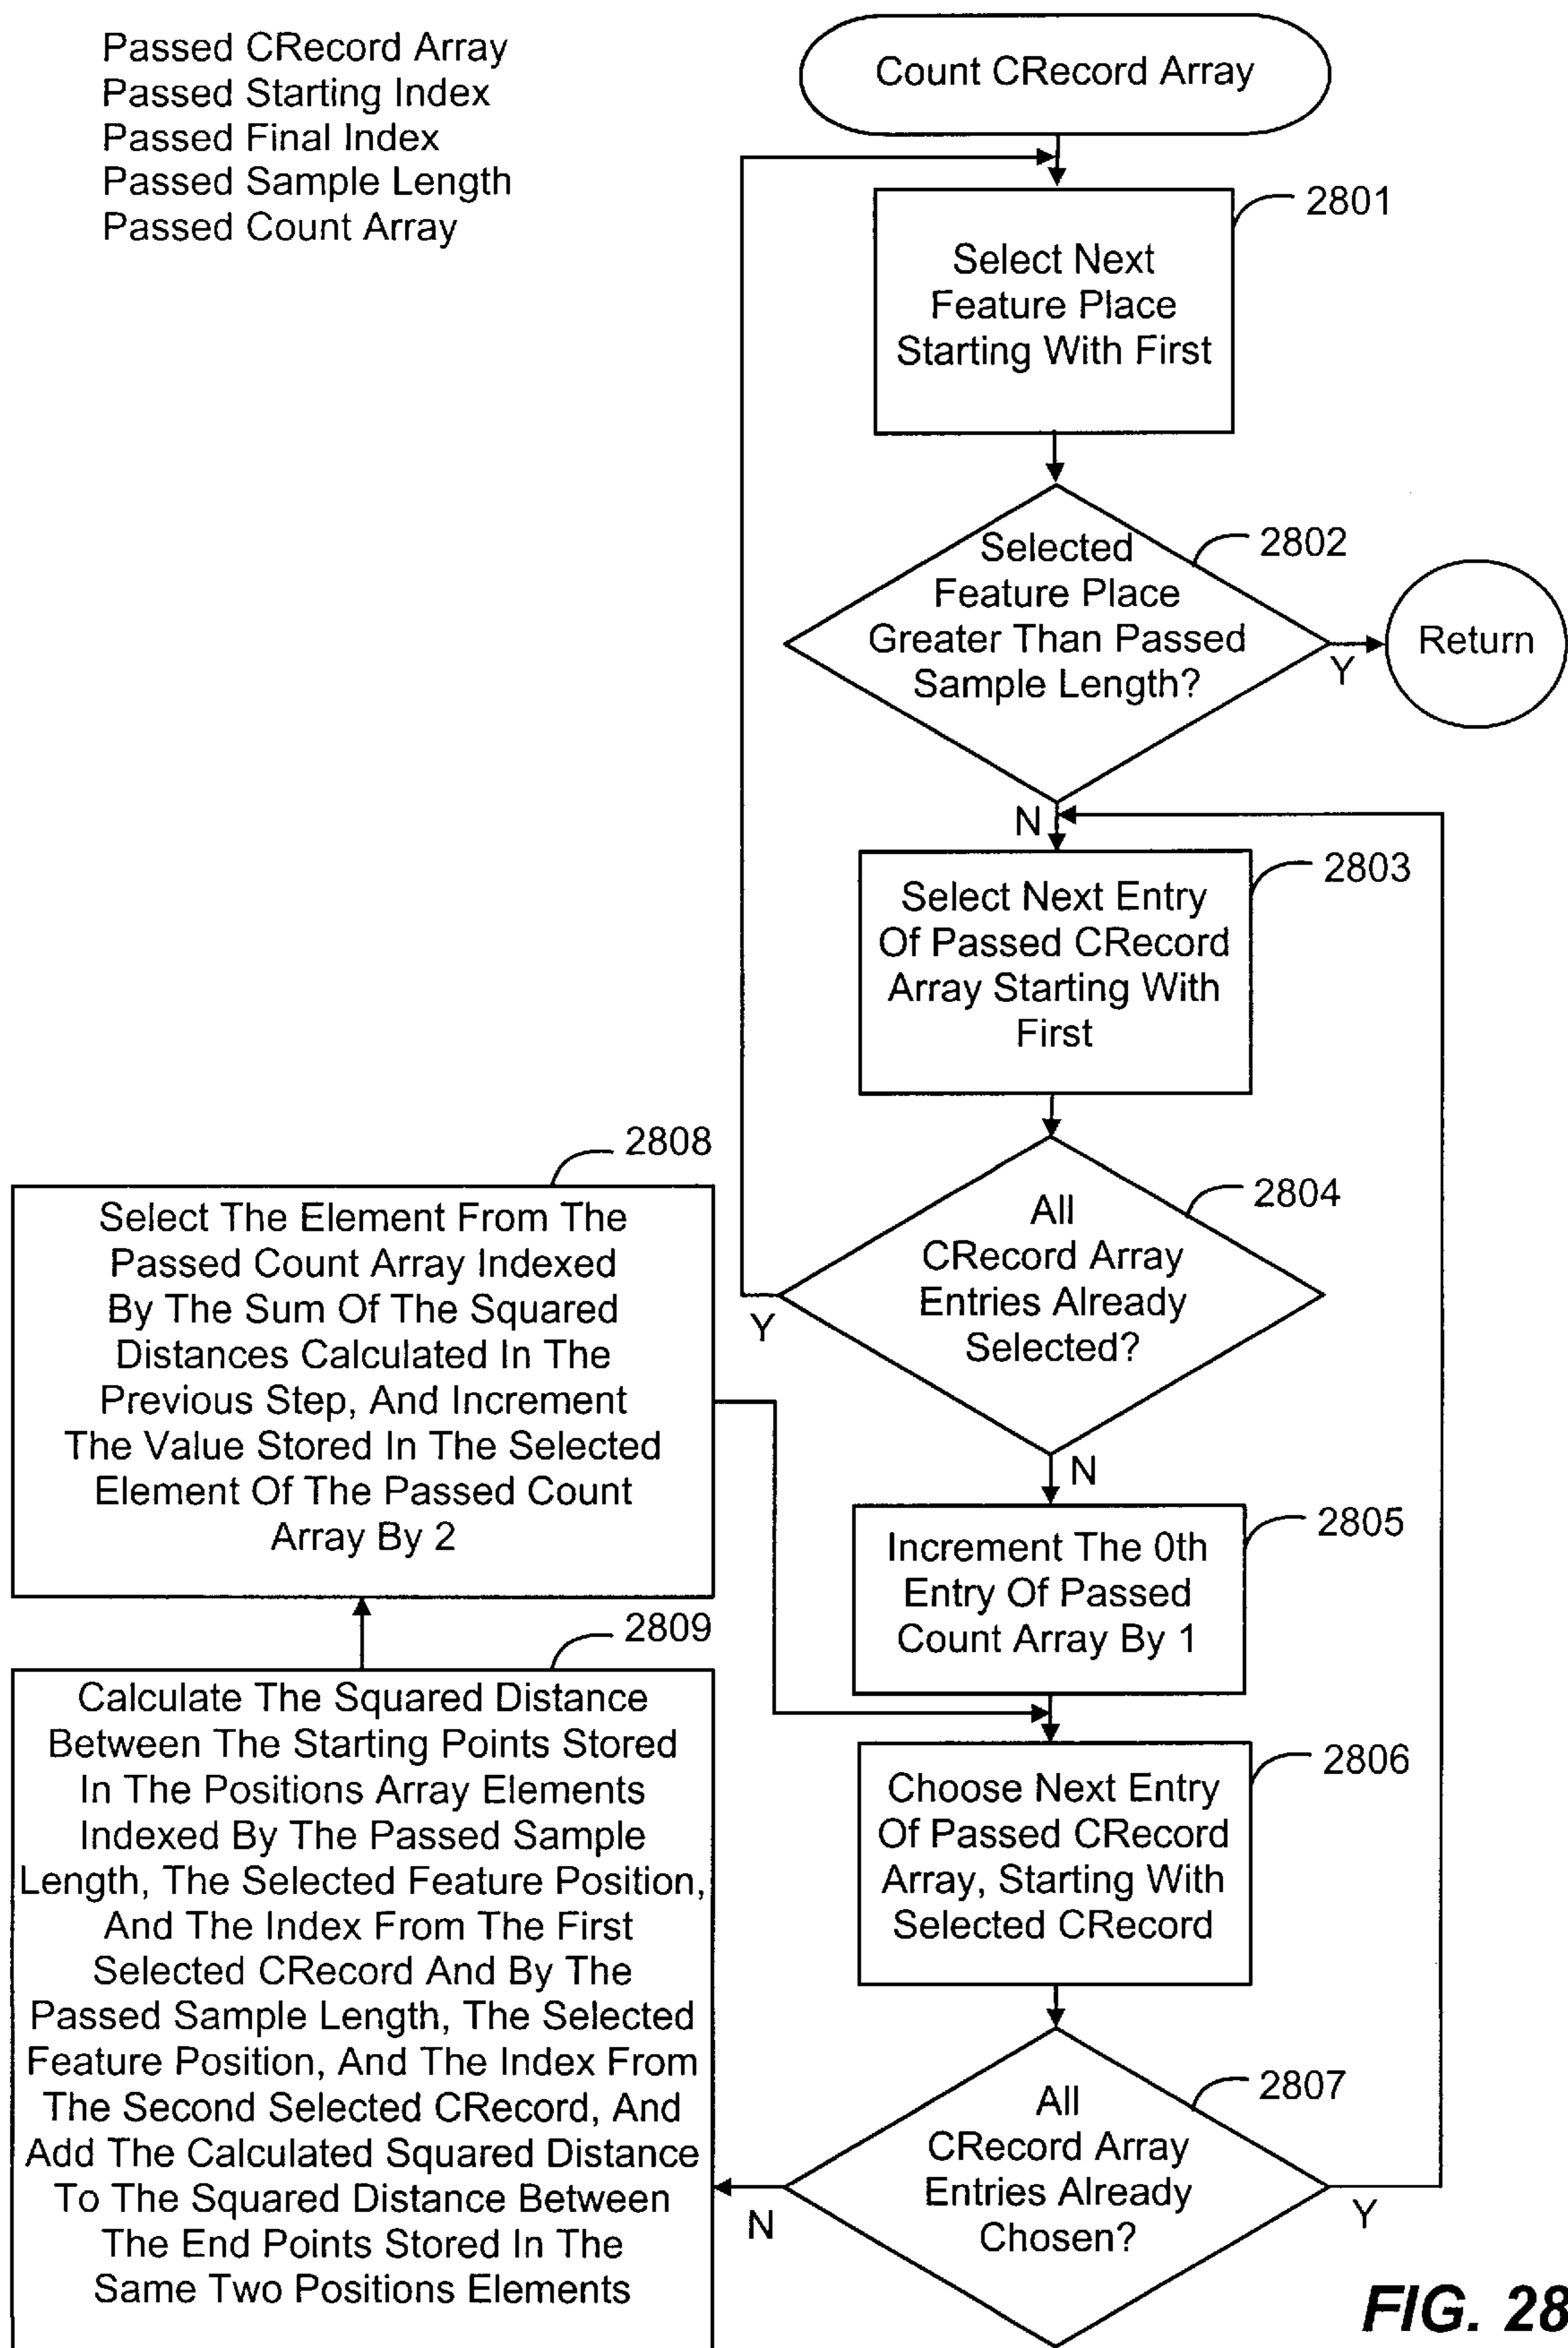 Passed CRecord Array
Passed Starting Index
Passed Final Index
Passed Sample Length
Passed Count Array
Count CRecord Array
2801
Select Next
Feature Place
Starting With First
2802
Selected
Feature Place
Greater Than Passed
Sample Length?
Y
Return
N
2803
Select Next Entry
Of Passed CRecord
Array Starting With
First
2804
All
CRecord Array
Entries Already
Selected?
Y
N
2805
Increment The 0th
Entry Of Passed
Count Array By 1
2806
Choose Next Entry
Of Passed CRecord
Array, Starting With
Selected CRecord
2807
All
CRecord Array
Entries Already
Chosen?
N
Y
2808
Select The Element From The
Passed Count Array Indexed
By The Sum Of The Squared
Distances Calculated In The
Previous Step, And Increment
The Value Stored In The Selected
Element Of The Passed Count
Array By 2
2809
Calculate The Squared Distance
Between The Starting Points Stored
In The Positions Array Elements
Indexed By The Passed Sample
Length, The Selected Feature Position,
And The Index From The First
Selected CRecord And By The
Passed Sample Length, The Selected
Feature Position, And The Index From
The Second Selected CRecord, And
Add The Calculated Squared Distance
To The Squared Distance Between
The End Points Stored In The
Same Two Positions Elements
FIG. 28